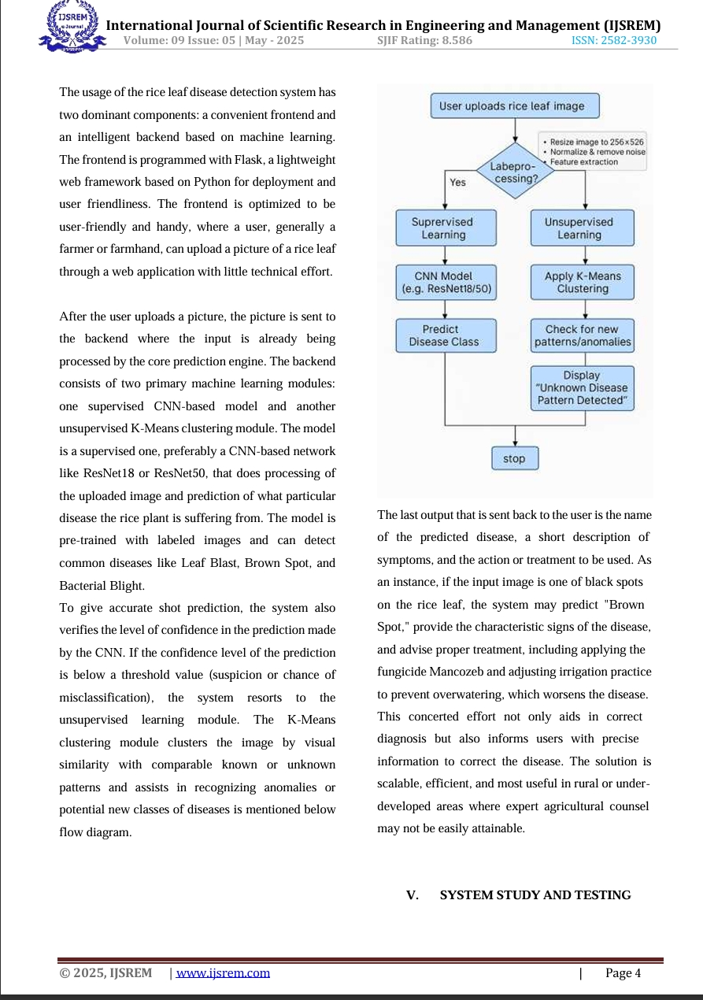 IJSREM
e-Journal
International Journal of Scientific Research in Engineering and Management (IJSREM)
Volume: 09 Issue: 05 | May - 2025 SJIF Rating: 8.586 ISSN: 2582-3930
The usage of the rice leaf disease detection system has
two dominant components: a convenient frontend and
an intelligent backend based on machine learning.
The frontend is programmed with Flask, a lightweight
web framework based on Python for deployment and
user friendliness. The frontend is optimized to be
user-friendly and handy, where a user, generally a
farmer or farmhand, can upload a picture of a rice leaf
through a web application with little technical effort.
After the user uploads a picture, the picture is sent to
the backend where the input is already being
processed by the core prediction engine. The backend
consists of two primary machine learning modules:
one supervised CNN-based model and another
unsupervised K-Means clustering module. The model
is a supervised one, preferably a CNN-based network
like ResNet18 or ResNet50, that does processing of
the uploaded image and prediction of what particular
disease the rice plant is suffering from. The model is
pre-trained with labeled images and can detect
common diseases like Leaf Blast, Brown Spot, and
Bacterial Blight.
To give accurate shot prediction, the system also
verifies the level of confidence in the prediction made
by the CNN. If the confidence level of the prediction
is below a threshold value (suspicion or chance of
misclassification), the system resorts to the
unsupervised learning module. The K-Means
clustering module clusters the image by visual
similarity with comparable known or unknown
patterns and assists in recognizing anomalies or
potential new classes of diseases is mentioned below
flow diagram.
User uploads rice leaf image
• Resize image to 256×526
• Normalize & remove noise
• Feature extraction
Labepro-
cessing?
Yes
Suprervised
Learning
Unsupervised
Learning
CNN Model
(e.g. ResNet18/50)
Apply K-Means
Clustering
Predict
Disease Class
Check for new
patterns/anomalies
Display
“Unknown Disease
Pattern Detected”
stop
The last output that is sent back to the user is the name
of the predicted disease, a short description of
symptoms, and the action or treatment to be used. As
an instance, if the input image is one of black spots
on the rice leaf, the system may predict "Brown
Spot," provide the characteristic signs of the disease,
and advise proper treatment, including applying the
fungicide Mancozeb and adjusting irrigation practice
to prevent overwatering, which worsens the disease.
This concerted effort not only aids in correct
diagnosis but also informs users with precise
information to correct the disease. The solution is
scalable, efficient, and most useful in rural or under-
developed areas where expert agricultural counsel
may not be easily attainable.
V. SYSTEM STUDY AND TESTING
© 2025, IJSREM | www.ijsrem.com | Page 4